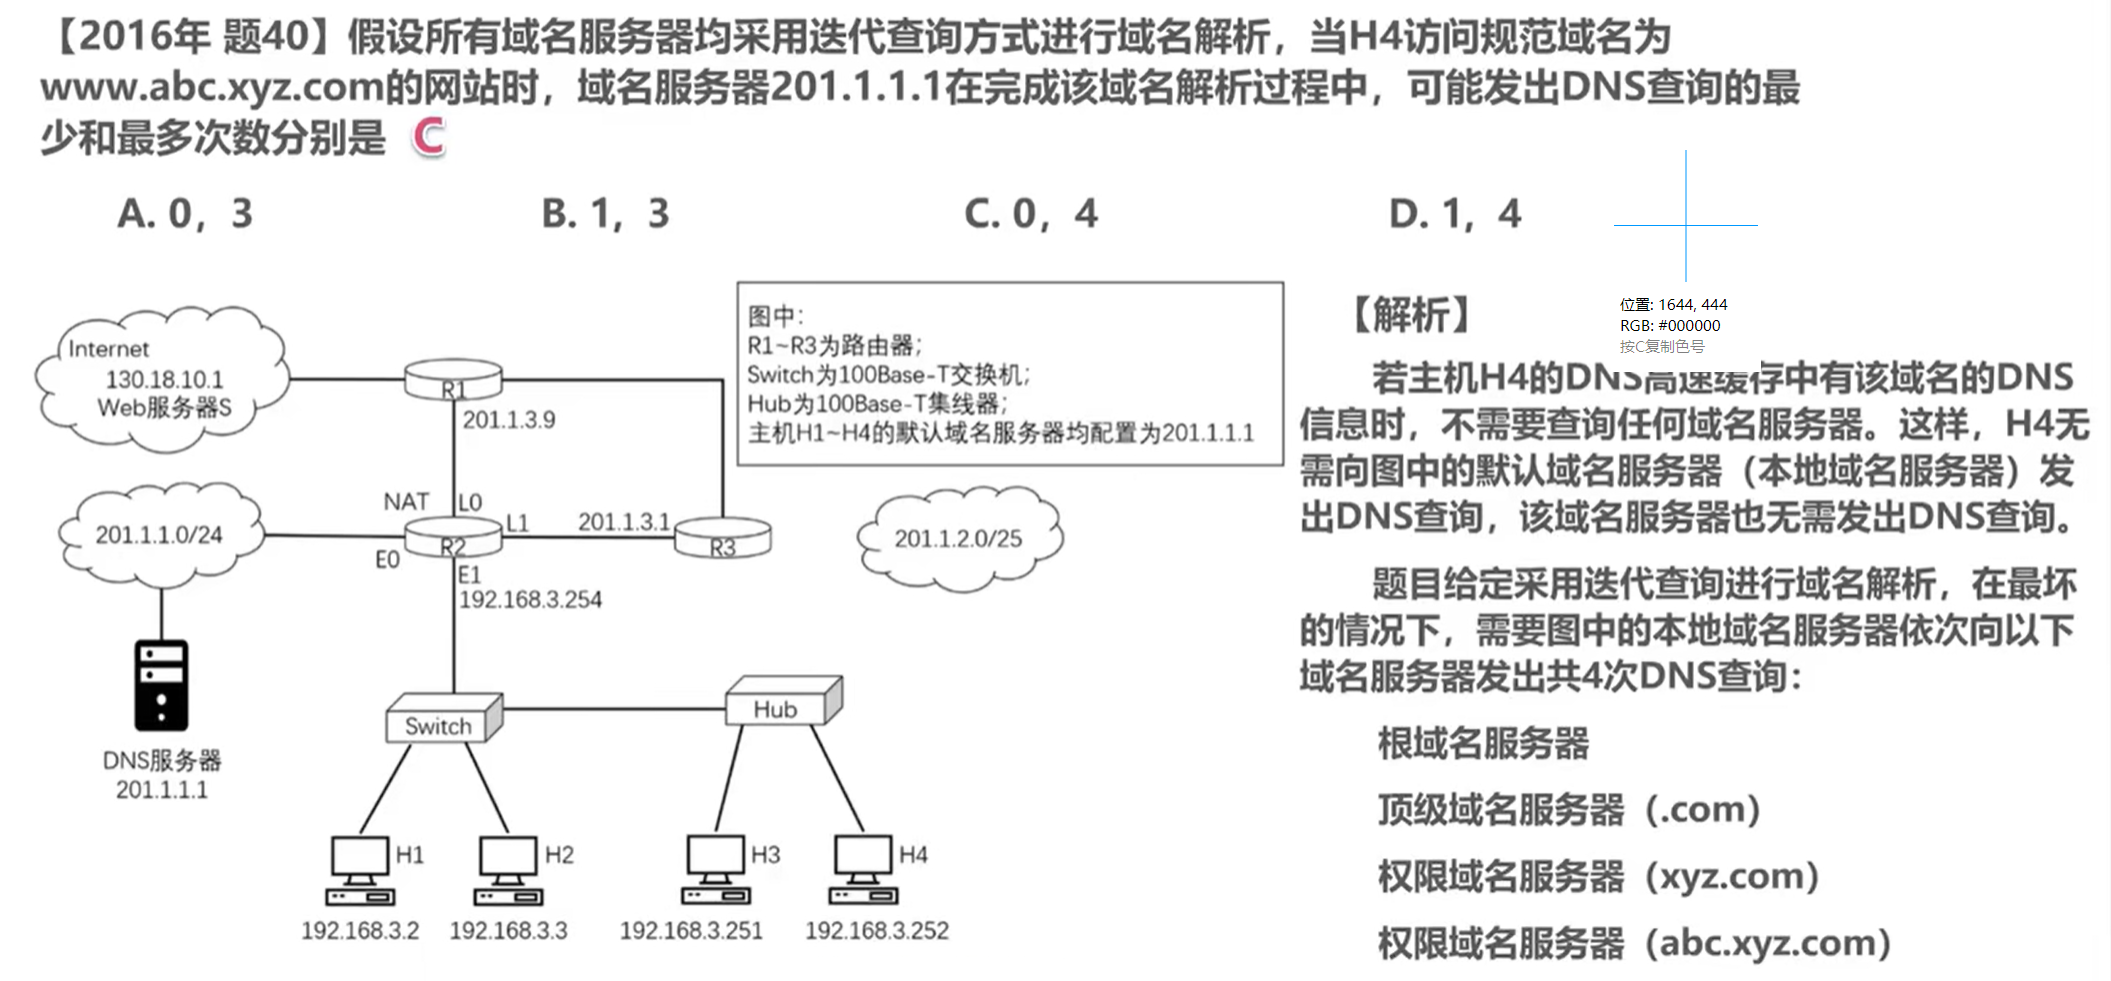 【2016年 题40】假设所有域名服务器均采用迭代查询方式进行域名解析，当H4访问规范域名为
www.abc.xyz.com的网站时，域名服务器201.1.1.1在完成该域名解析过程中，可能发出DNS查询的最
少和最多次数分别是 C
A. 0，3
B. 1，3
C. 0，4
D. 1，4
Internet
130.18.10.1
Web服务器S
R1
201.1.3.9
图中：
R1~R3为路由器；
Switch为100Base-T交换机；
Hub为100Base-T集线器；
主机H1~H4的默认域名服务器均配置为201.1.1.1
201.1.1.0/24
NAT
L0
L1
201.1.3.1
R2
R3
E0
E1
192.168.3.254
201.1.2.0/25
DNS服务器
201.1.1.1
Switch
Hub
H1
H2
H3
H4
192.168.3.2
192.168.3.3
192.168.3.251
192.168.3.252
位置: 1644, 444
RGB: #000000
按C复制色号
【解析】
若主机H4的DNS高速缓存中有该域名的DNS
信息时，不需要查询任何域名服务器。这样，H4无
需向图中的默认域名服务器（本地域名服务器）发
出DNS查询，该域名服务器也无需发出DNS查询。
题目给定采用迭代查询进行域名解析，在最坏
的情况下，需要图中的本地域名服务器依次向以下
域名服务器发出共4次DNS查询：
根域名服务器
顶级域名服务器（.com）
权限域名服务器（xyz.com）
权限域名服务器（abc.xyz.com）